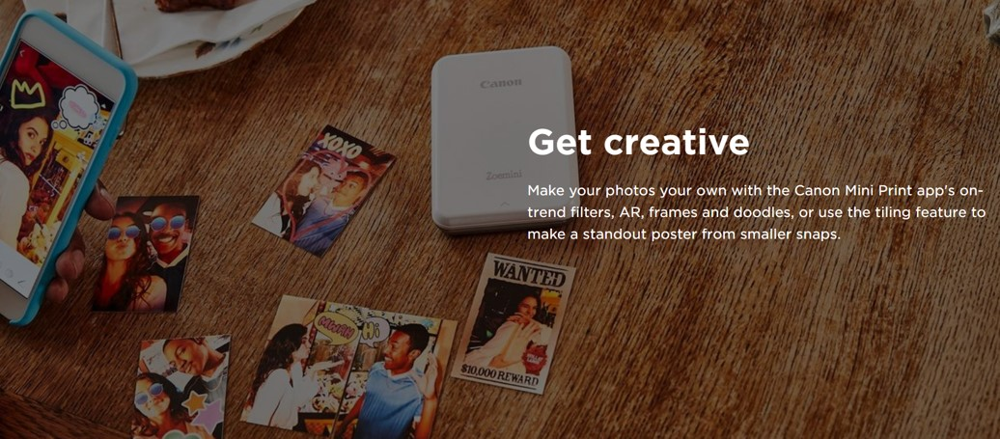 Canon
Get creative
Zoemini
Make your photos your own with the Canon Mini Print app's on-
trend filters, AR, frames and doodles, or use the tiling feature to
make a standout poster from smaller snaps.
XOXO
WANTED
MWAH
Hi
$10,000 REWARD